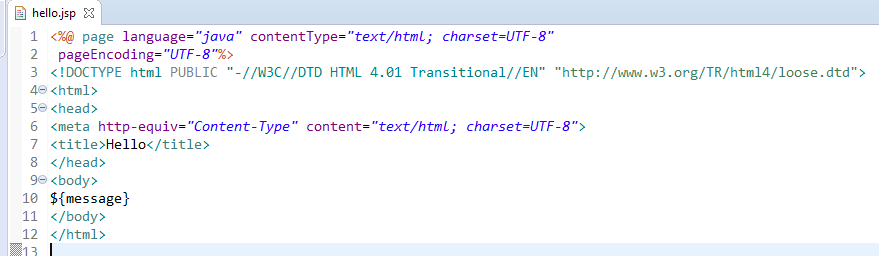 hello.jsp
1 <%@ page language="java" contentType="text/html; charset=UTF-8"
2  pageEncoding="UTF-8"%>
3 <!DOCTYPE html PUBLIC "-//W3C//DTD HTML 4.01 Transitional//EN" "http://www.w3.org/TR/html4/loose.dtd">
4 <html>
5 <head>
6 <meta http-equiv="Content-Type" content="text/html; charset=UTF-8">
7 <title>Hello</title>
8 </head>
9 <body>
10 ${message}
11 </body>
12 </html>
13